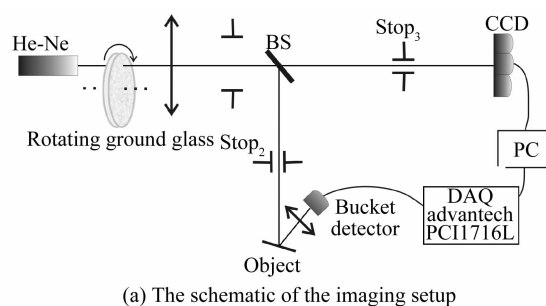 He-Ne
BS
Stop3
CCD
Rotating ground glass
Stop2
PC
Bucket
detector
DAQ
advantech
PCI1716L
Object
(a) The schematic of the imaging setup